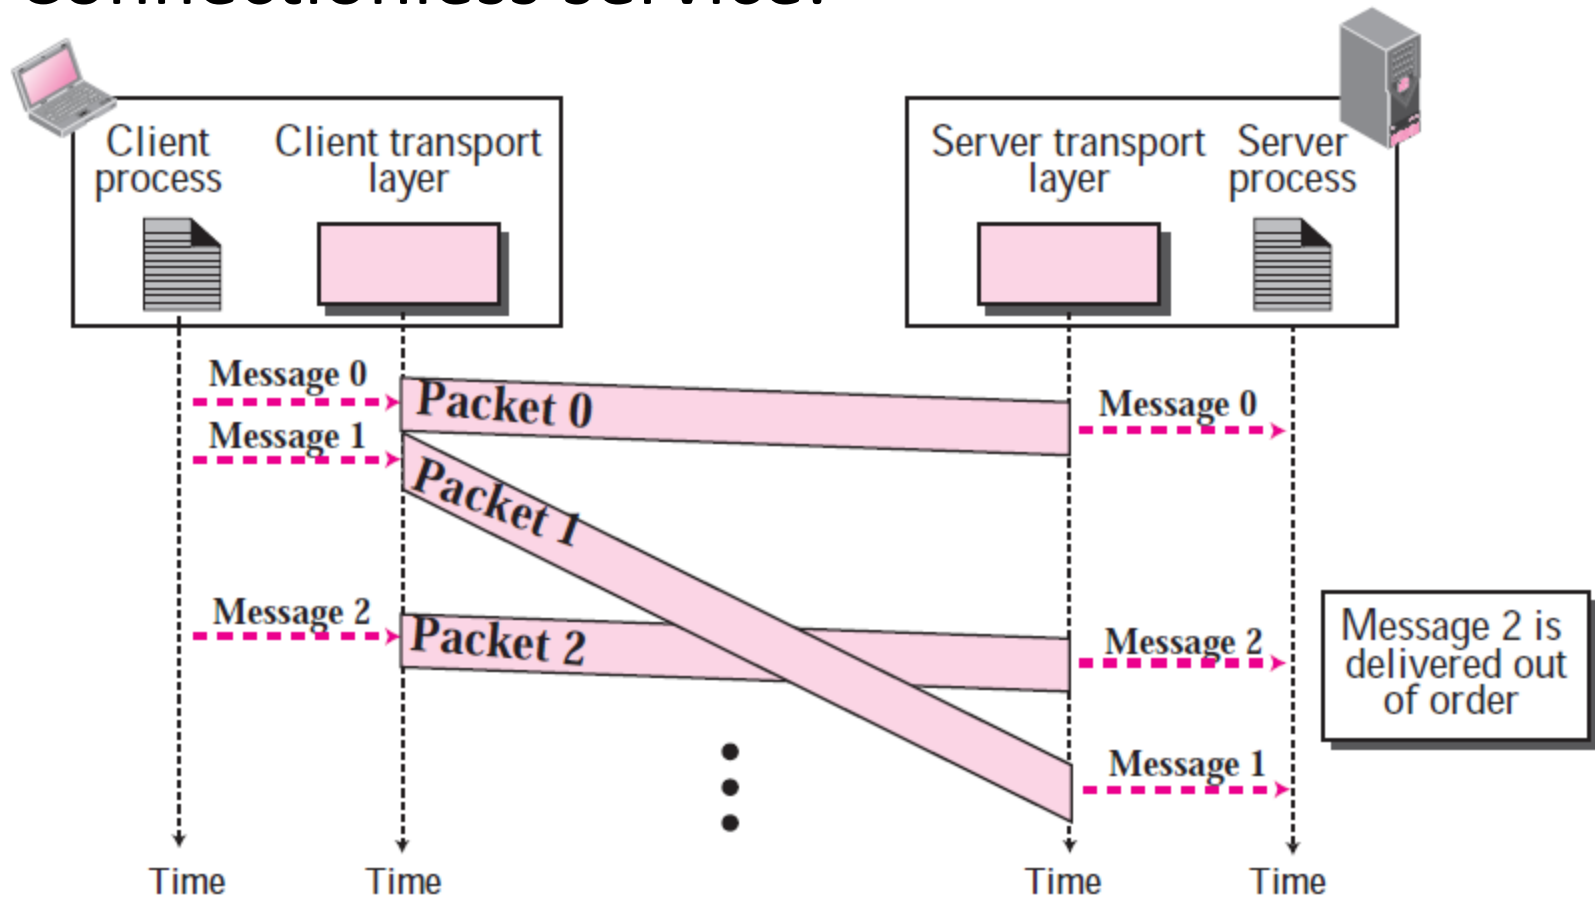 Connectionless service:
Client process
Client transport layer
Server transport layer
Server process
Message 0
Packet 0
Message 0
Message 1
Packet 1
Message 2
Packet 2
Message 2
Message 2 is
delivered out
of order
Message 1
Time
Time
Time
Time